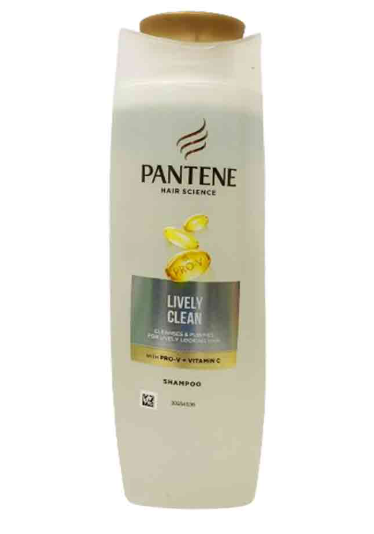 PANTENE
HAIR SCIENCE
PRO-V
LIVELY
CLEAN
CLEANSES & PURIFIES
FOR LIVELY LOOKING HAIR
WITH PRO-V + VITAMIN C
SHAMPOO